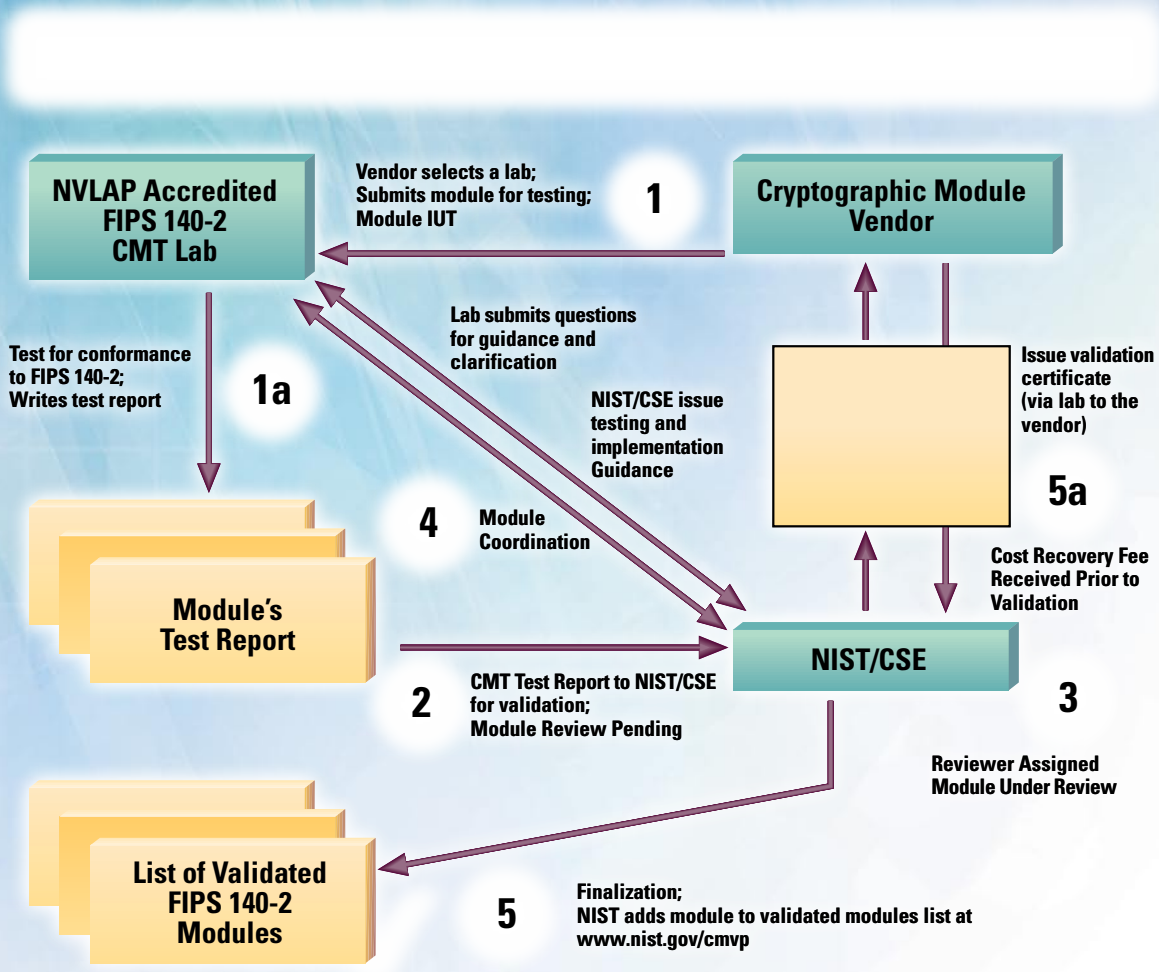 NVLAP Accredited
FIPS 140-2
CMT Lab
Vendor selects a lab;
Submits module for testing;
Module IUT
1
Cryptographic Module
Vendor
Lab submits questions
for guidance and
clarification
Test for conformance
to FIPS 140-2;
Writes test report
1a
NIST/CSE issue
testing and
implementation
Guidance
Issue validation
certificate
(via lab to the
vendor)
5a
4
Module
Coordination
Cost Recovery Fee
Received Prior to
Validation
Module's
Test Report
NIST/CSE
2
CMT Test Report to NIST/CSE
for validation;
Module Review Pending
3
Reviewer Assigned
Module Under Review
List of Validated
FIPS 140-2
Modules
5
Finalization;
NIST adds module to validated modules list at
www.nist.gov/cmvp